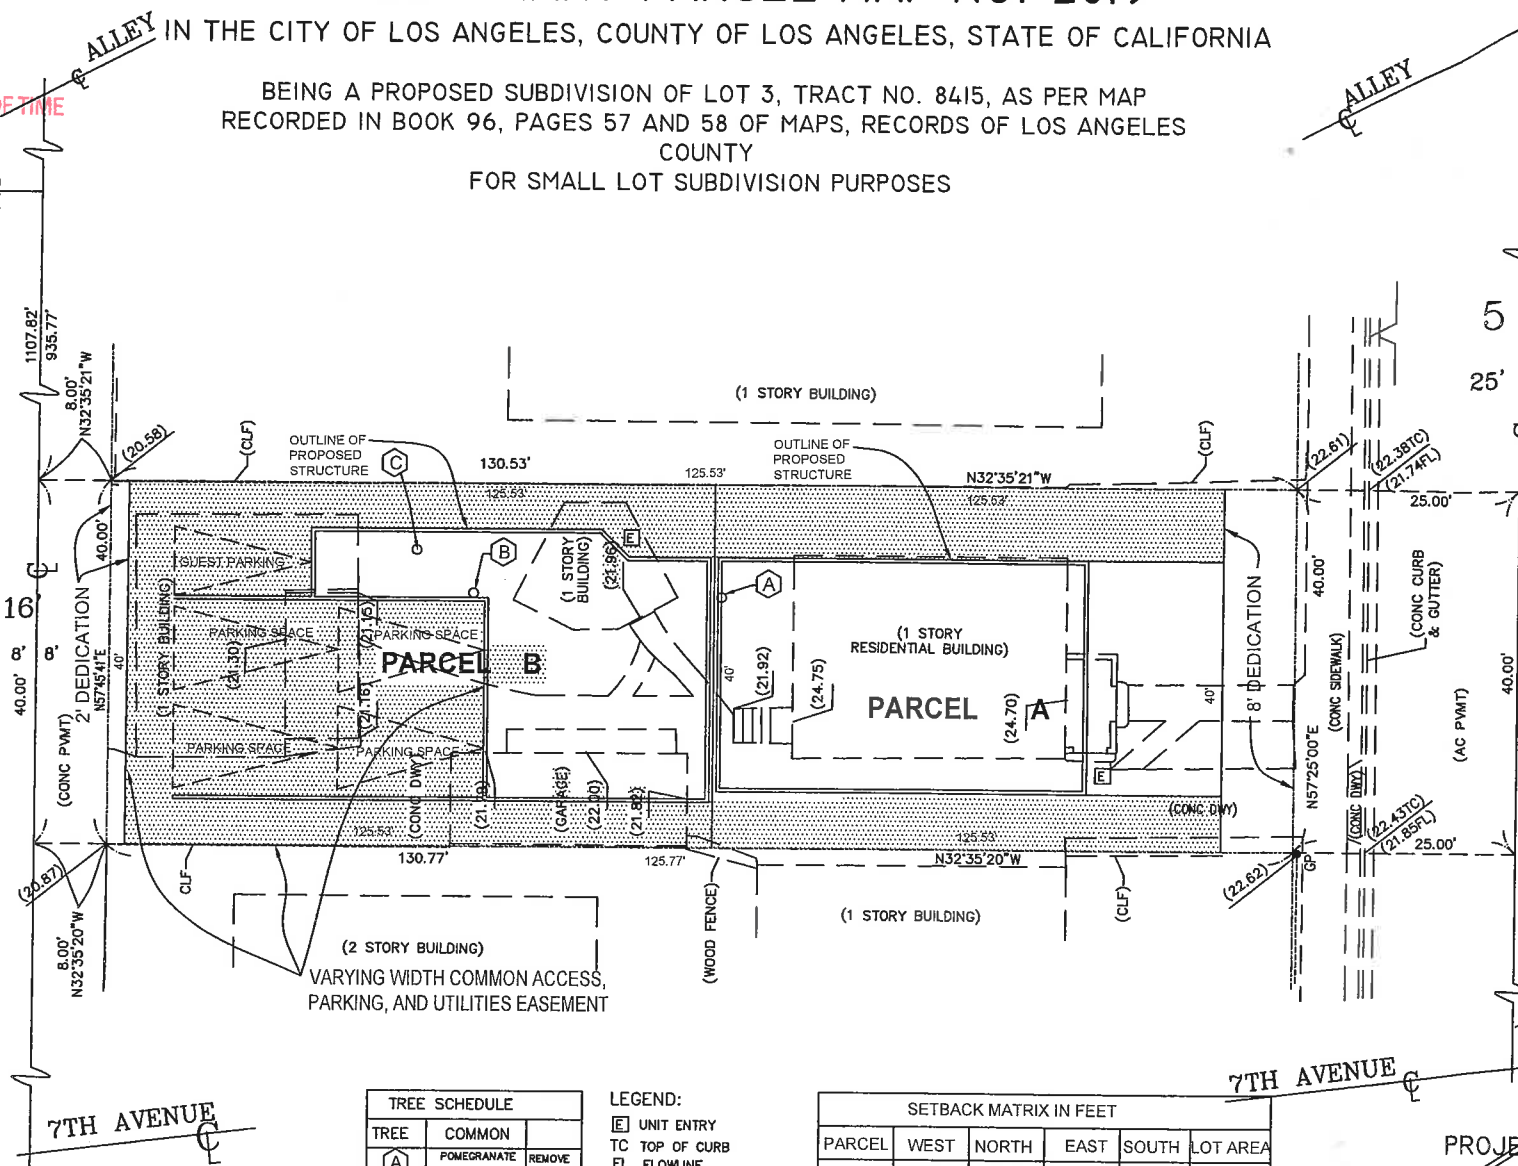 IN THE CITY OF LOS ANGELES, COUNTY OF LOS ANGELES, STATE OF CALIFORNIA
BEING A PROPOSED SUBDIVISION OF LOT 3, TRACT NO. 8415, AS PER MAP
RECORDED IN BOOK 96, PAGES 57 AND 58 OF MAPS, RECORDS OF LOS ANGELES
COUNTY
FOR SMALL LOT SUBDIVISION PURPOSES
ALLEY
ALLEY
OF TIME
1107.82'
935.77'
8.00'
N32°35'21"W
(20.58)
(CLF)
OUTLINE OF
PROPOSED
STRUCTURE
C
130.53'
125.53'
125.53'
(1 STORY BUILDING)
OUTLINE OF
PROPOSED
STRUCTURE
N32°35'21"W
125.53'
(CLF)
(22.61)
(22.38TC)
(21.74FL)
25.00'
5
25'
16'
8'
8'
40.00'
40.00'
2' DEDICATION
N57°45'41"E
40'
(CONC PVMT)
(1 STORY BUILDING)
GUEST PARKING
PARKING SPACE
PARKING SPACE
PARKING SPACE
PARKING SPACE
(21.30)
(21.15)
(21.16)
PARCEL B
B
(1 STORY
BUILDING)
(21.96)
E
A
(1 STORY
RESIDENTIAL BUILDING)
40'
(21.92)
(24.75)
PARCEL A
(24.70)
E
40'
8' DEDICATION
40.00'
N57°25'00"E
(CONC SIDEWALK)
(CONC CURB
& GUTTER)
(AC PVMT)
40.00'
(CONC DWY)
(CONC DWY)
(CONC DWY)
(GARAGE)
(22.00)
(21.82)
125.53'
130.77'
125.77'
125.53'
N32°35'20"W
(22.43TC)
(21.85FL)
25.00'
GP
(22.62)
(CLF)
(20.87)
CLF
8.00'
N32°35'20"W
(WOOD FENCE)
(1 STORY BUILDING)
(2 STORY BUILDING)
VARYING WIDTH COMMON ACCESS,
PARKING, AND UTILITIES EASEMENT
7TH AVENUE
7TH AVENUE
TREE SCHEDULE
TREE
COMMON
A
POMEGRANATE
REMOVE
LEGEND:
E UNIT ENTRY
TC TOP OF CURB
FL FLOWLINE
SETBACK MATRIX IN FEET
PARCEL WEST NORTH EAST SOUTH LOT AREA